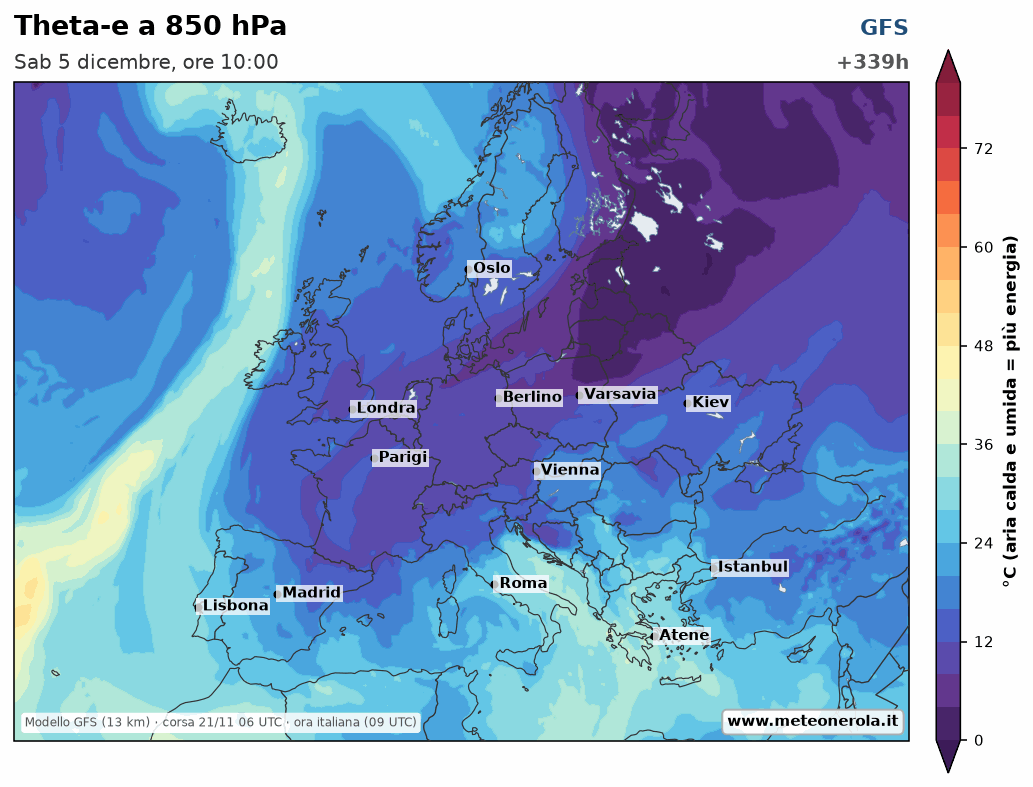 Theta-e a 850 hPa
GFS
Sab 5 dicembre, ore 10:00
+339h
72
60
48
36
24
12
0
°C (aria calda e umida = più energia)
Oslo
Londra
Berlino
Varsavia
Kiev
Parigi
Vienna
Istanbul
Roma
Madrid
Lisbona
Atene
Modello GFS (13 km) · corsa 21/11 06 UTC · ora italiana (09 UTC)
www.meteonerola.it